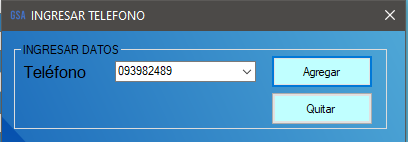 GSA INGRESAR TELEFONO
INGRESAR DATOS
Teléfono 093982489 Agregar
Quitar